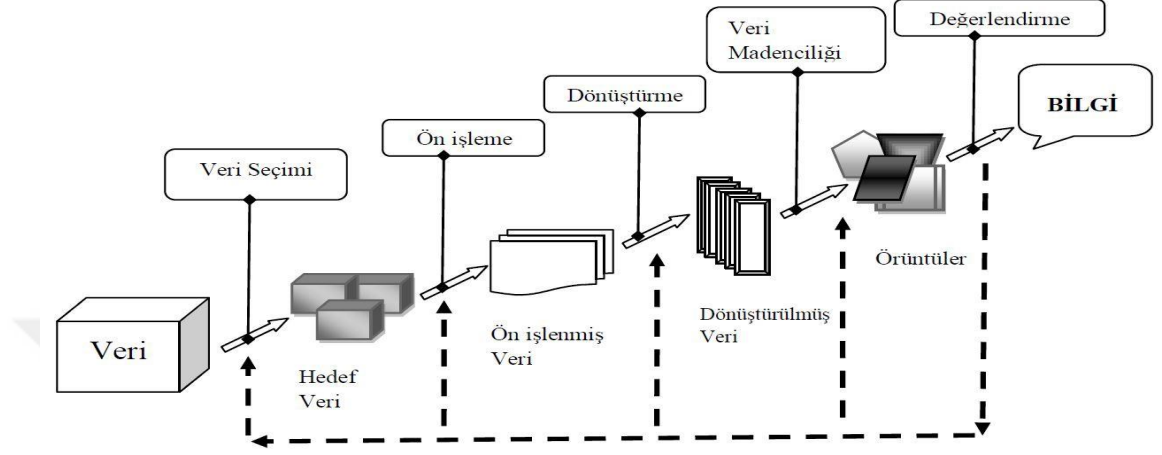 Değerlendirme
Veri
Madenciliği
BİLGİ
Dönüştürme
Ön işleme
Veri Seçimi
Örüntüler
Dönüştürülmüş
Veri
Ön işlenmiş
Veri
Veri
Hedef
Veri